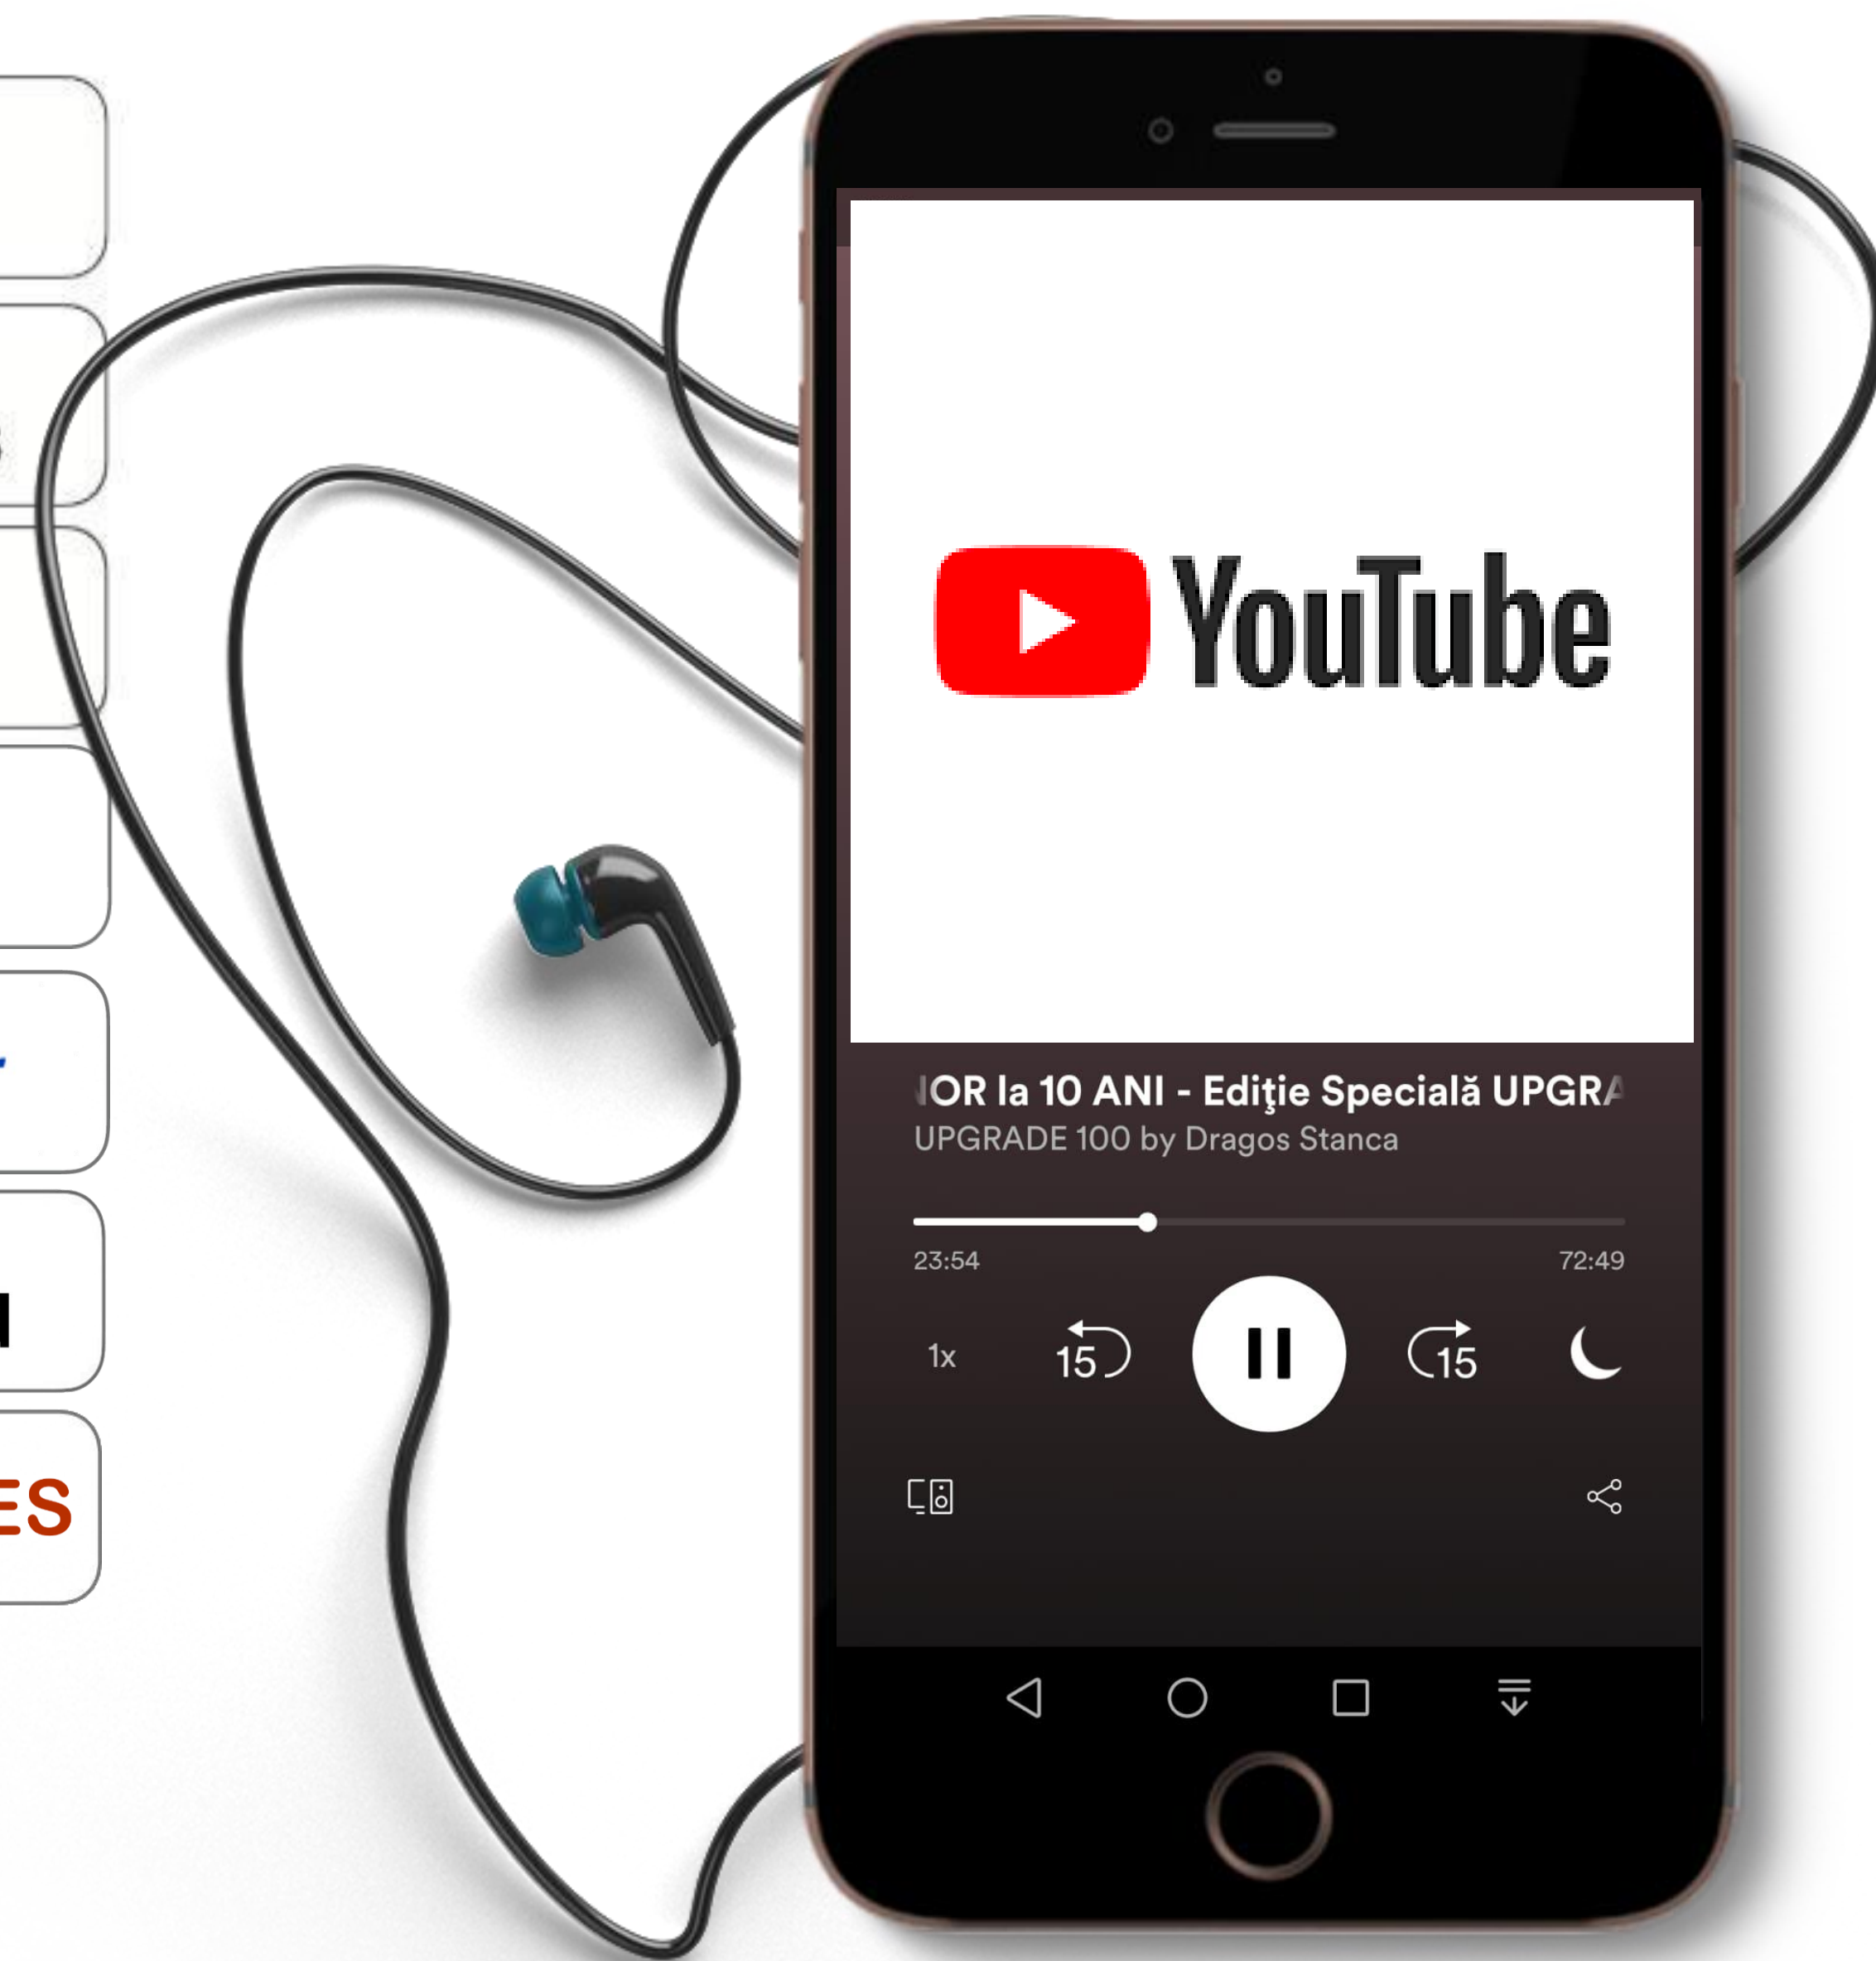 YouTube
OR la 10 ANI - Ediţie Specială UPGRA
UPGRADE 100 by Dragos Stanca
23:54
72:49
1x
15
15
ES